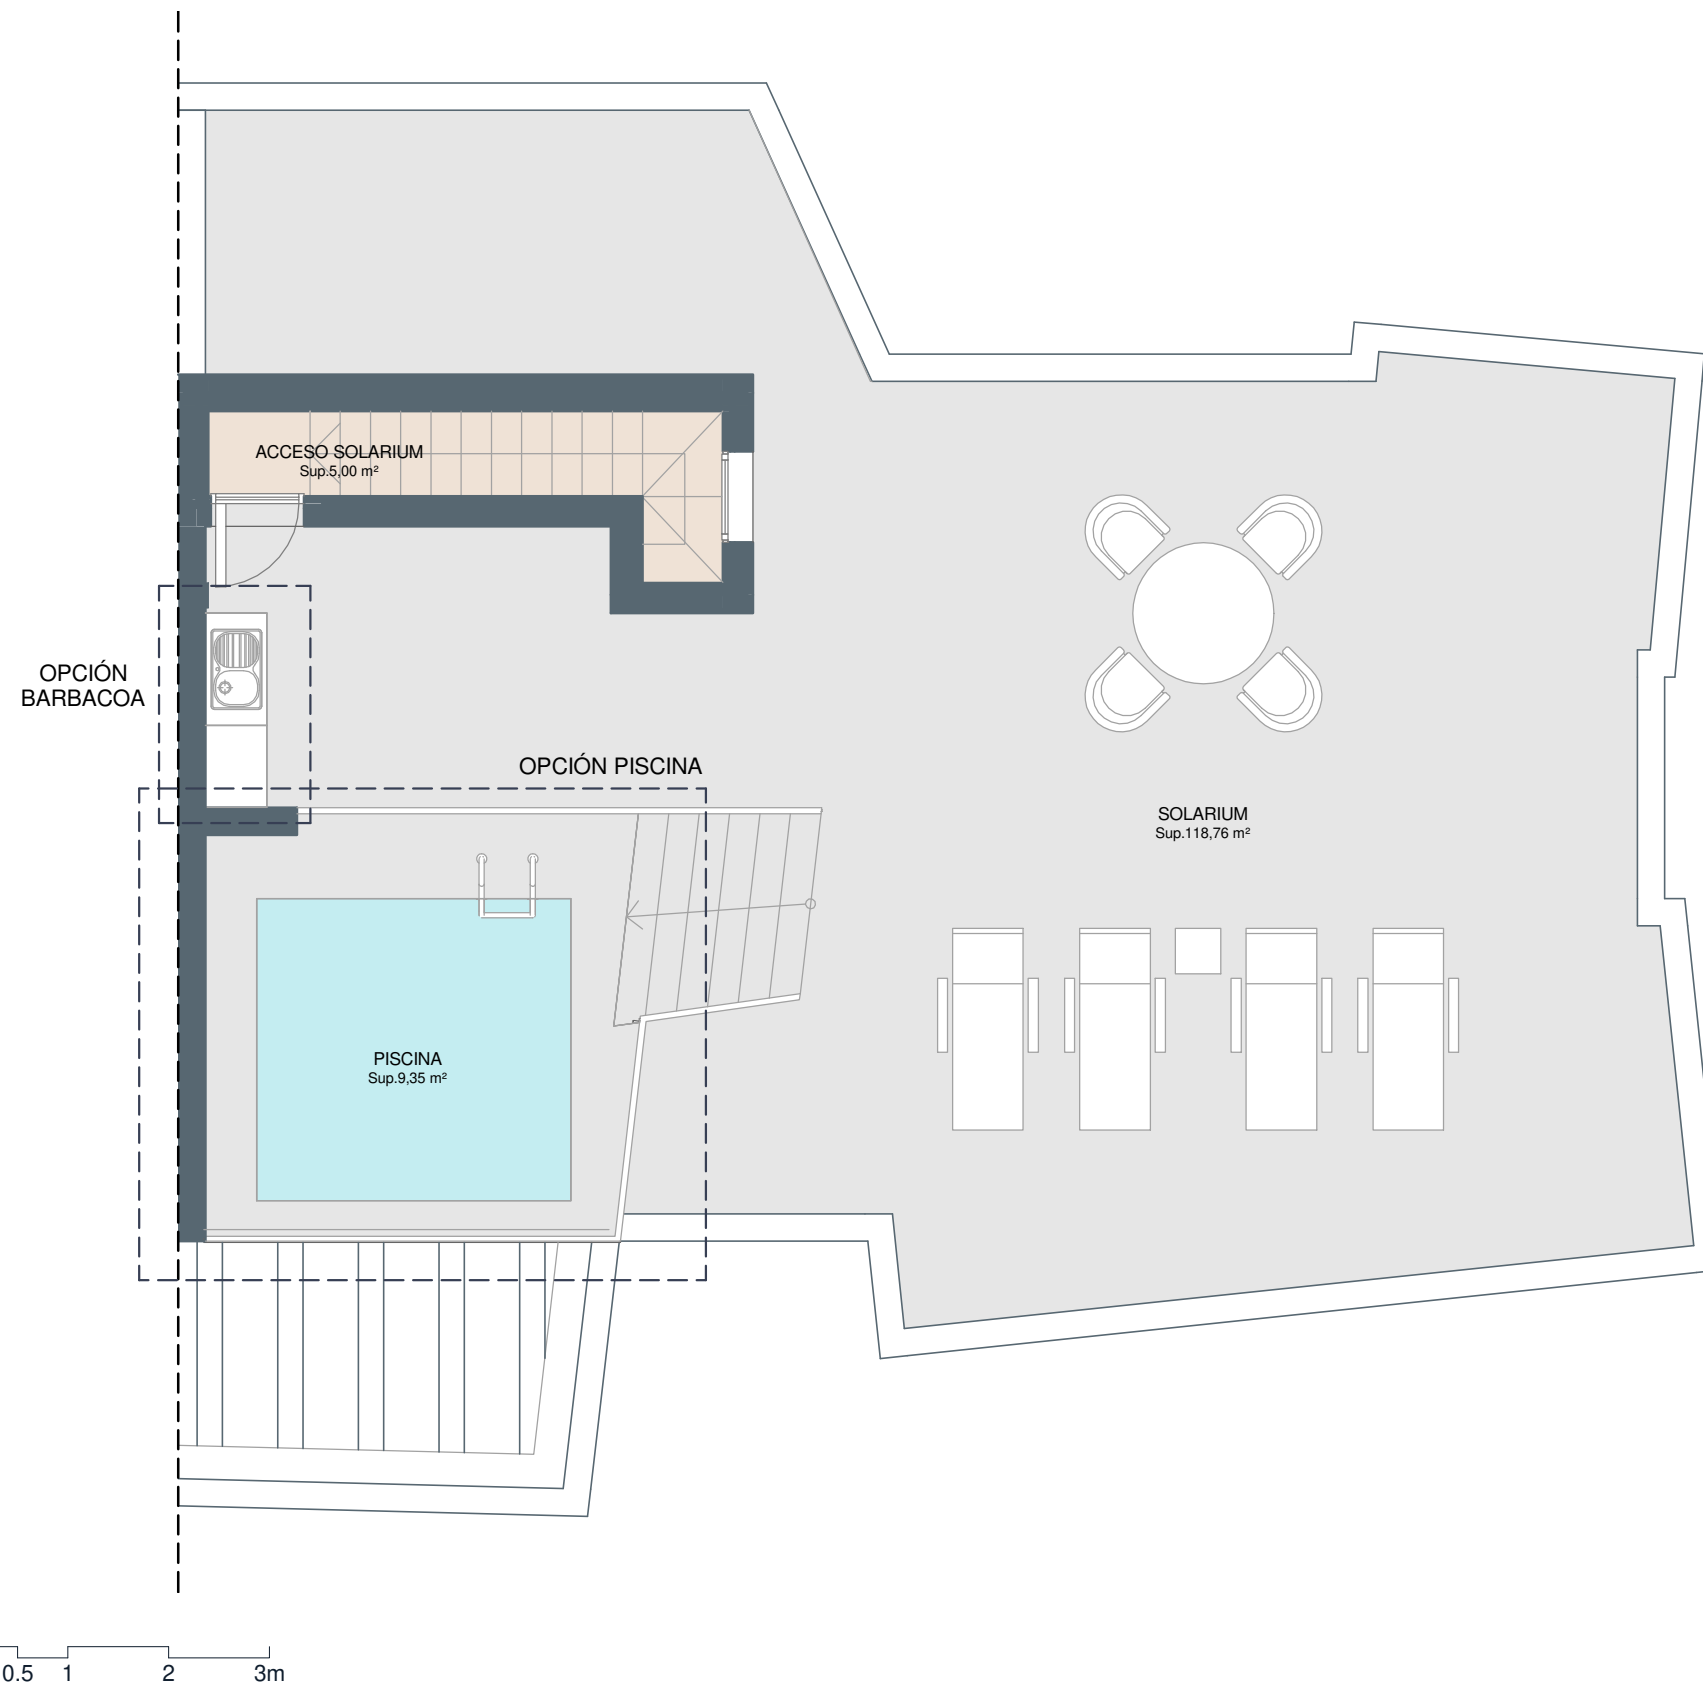 ACCESO SOLARIUM
Sup.5,00 m²
OPCIÓN
BARBACOA
OPCIÓN PISCINA
SOLARIUM
Sup.118,76 m²
PISCINA
Sup.9,35 m²
0.5 1 2 3m